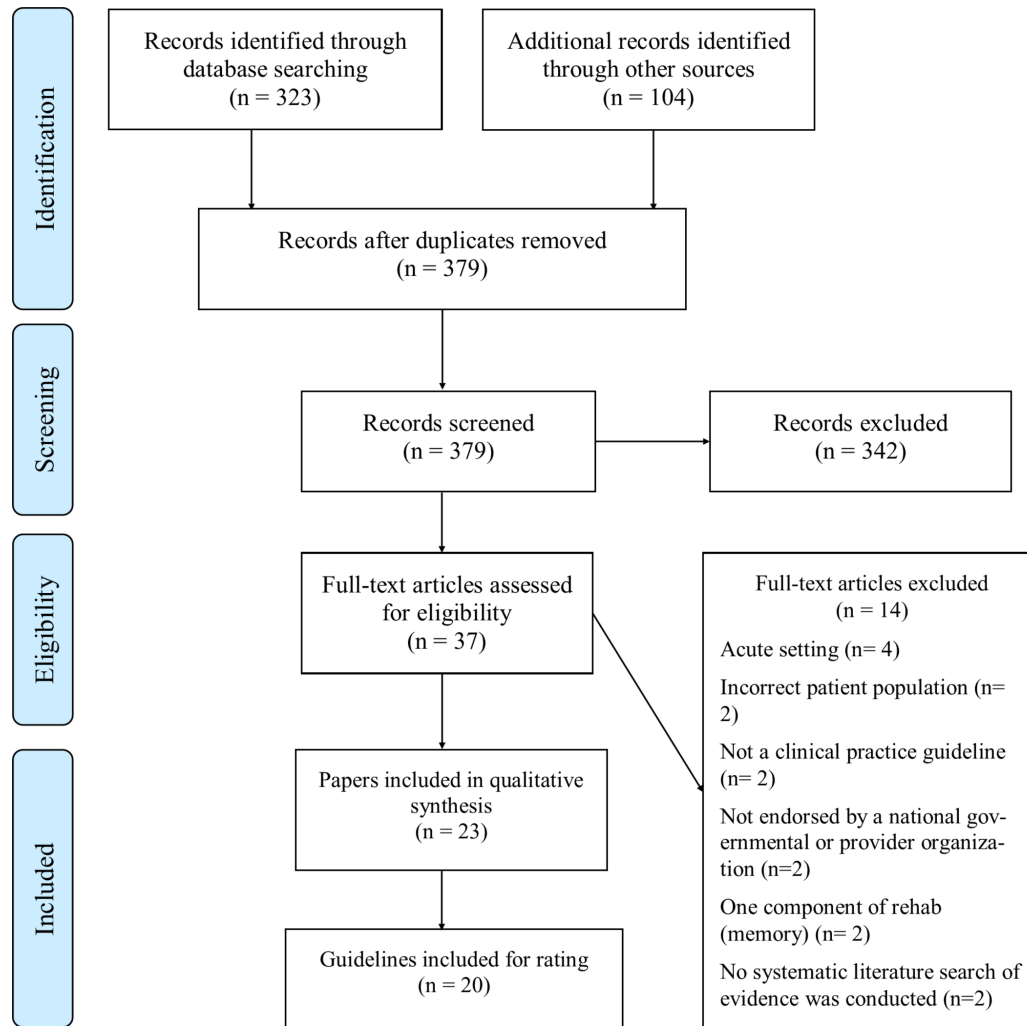 Identification
Records identified through
database searching
(n = 323)
Additional records identified
through other sources
(n = 104)
Records after duplicates removed
(n = 379)
Screening
Records screened
(n = 379)
Records excluded
(n = 342)
Eligibility
Full-text articles assessed
for eligibility
(n = 37)
Full-text articles excluded
(n = 14)
Acute setting (n= 4)
Incorrect patient population (n=
2)
Not a clinical practice guideline
(n= 2)
Not endorsed by a national gov-
ernmental or provider organiza-
tion (n=2)
One component of rehab
(memory) (n= 2)
No systematic literature search of
evidence was conducted (n=2)
Included
Papers included in qualitative
synthesis
(n = 23)
Guidelines included for rating
(n = 20)